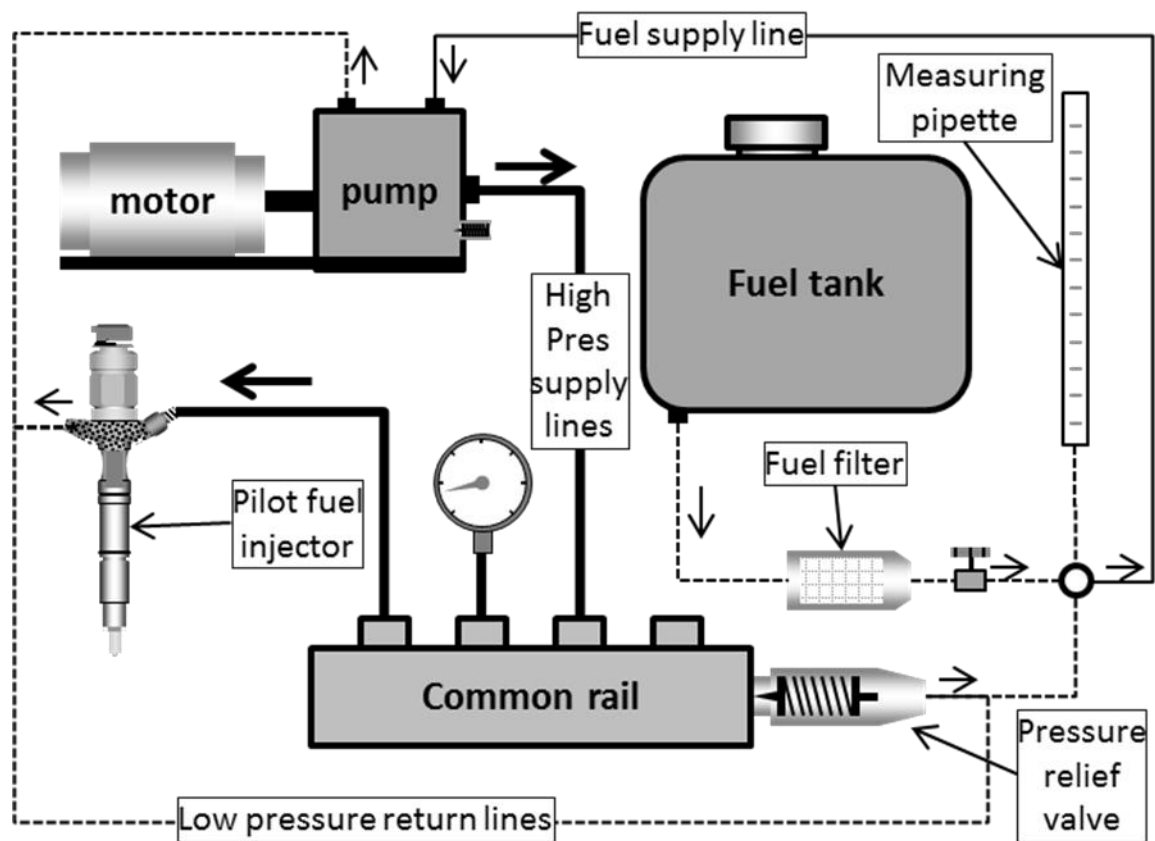 Fuel supply line
Measuring
pipette
motor
pump
Fuel tank
High
Pres
supply
lines
Fuel filter
Pilot fuel
injector
Common rail
Pressure
relief
valve
Low pressure return lines